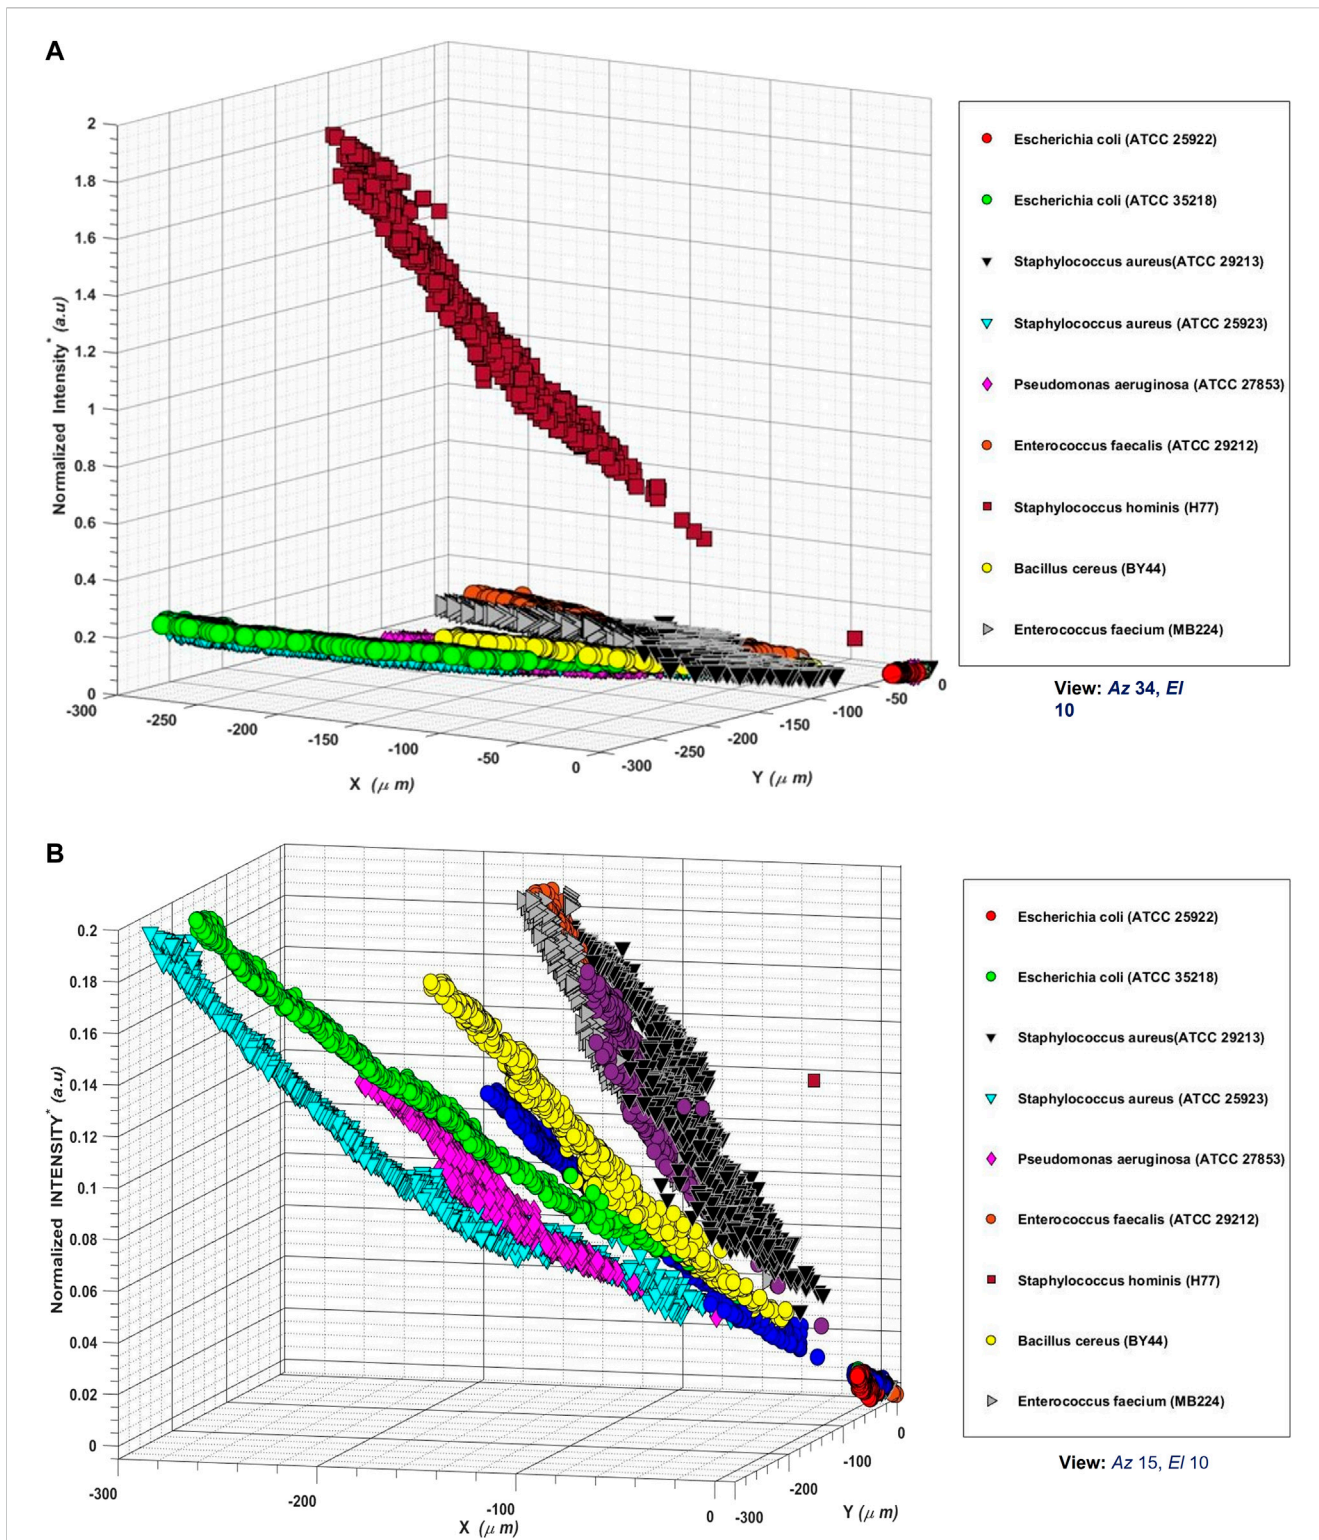 A
Normalized Intensity* (a.u)
2
1.8
1.6
1.4
1.2
1
0.8
0.6
0.4
0.2
0
-300
-250
-200
-150
-100
-50
0
X (μ m)
-300
-250
-200
-150
-100
-50
0
Y (μ m)
Escherichia coli (ATCC 25922)
Escherichia coli (ATCC 35218)
Staphylococcus aureus(ATCC 29213)
Staphylococcus aureus (ATCC 25923)
Pseudomonas aeruginosa (ATCC 27853)
Enterococcus faecalis (ATCC 29212)
Staphylococcus hominis (H77)
Bacillus cereus (BY44)
Enterococcus faecium (MB224)
View: Az 34, El
10
B
Normalized INTENSITY* (a.u)
0.2
0.18
0.16
0.14
0.12
0.1
0.08
0.06
0.04
0.02
0
-300
-200
-100
0
X (μ m)
-300
-200
-100
0
Y (μ m)
Escherichia coli (ATCC 25922)
Escherichia coli (ATCC 35218)
Staphylococcus aureus(ATCC 29213)
Staphylococcus aureus (ATCC 25923)
Pseudomonas aeruginosa (ATCC 27853)
Enterococcus faecalis (ATCC 29212)
Staphylococcus hominis (H77)
Bacillus cereus (BY44)
Enterococcus faecium (MB224)
View: Az 15, El 10